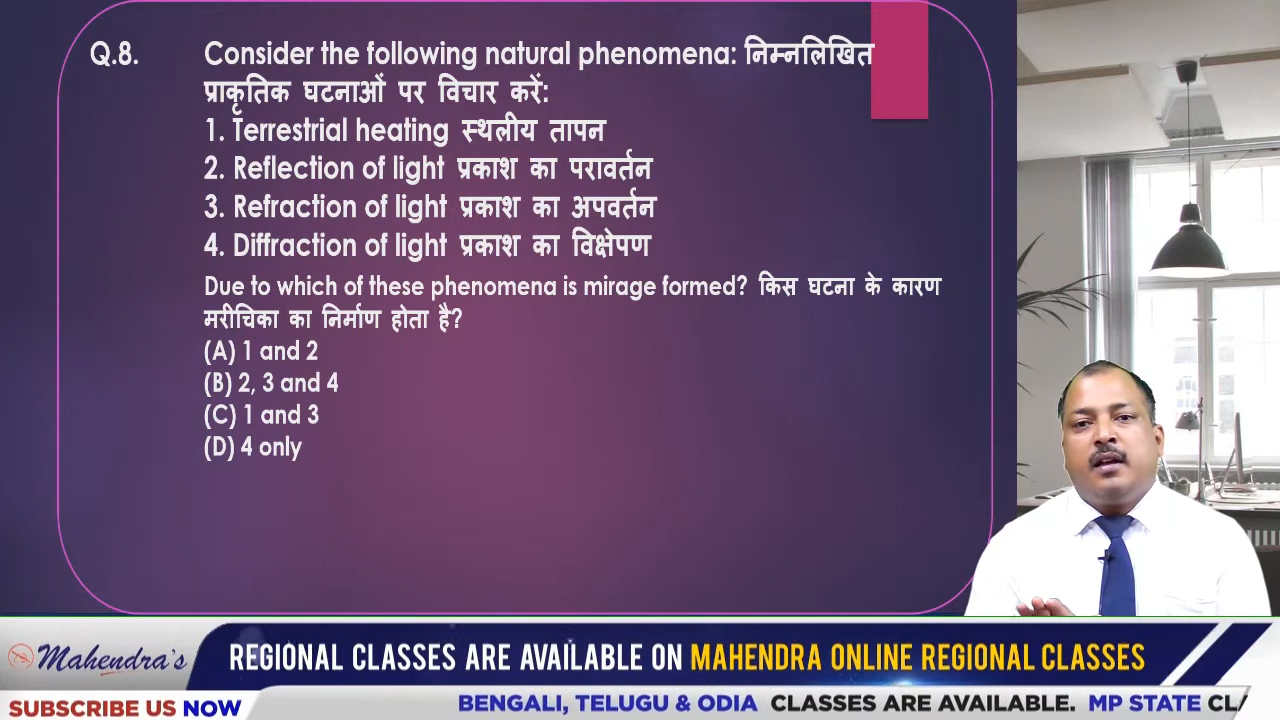 Q.8. Consider the following natural phenomena: निम्नलिखित
प्राकृतिक घटनाओं पर विचार करें:
1. Terrestrial heating स्थलीय तापन
2. Reflection of light प्रकाश का परावर्तन
3. Refraction of light प्रकाश का अपवर्तन
4. Diffraction of light प्रकाश का विक्षेपण
Due to which of these phenomena is mirage formed? किस घटना के कारण
मरीचिका का निर्माण होता है?
(A) 1 and 2
(B) 2, 3 and 4
(C) 1 and 3
(D) 4 only
Mahendra's
REGIONAL CLASSES ARE AVAILABLE ON MAHENDRA ONLINE REGIONAL CLASSES
SUBSCRIBE US NOW
BENGALI, TELUGU & ODIA CLASSES ARE AVAILABLE. MP STATE